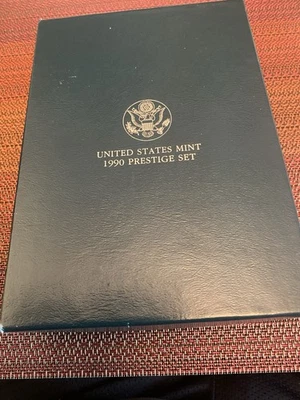 UNITED STATES MINT
1990 PRESTIGE SET